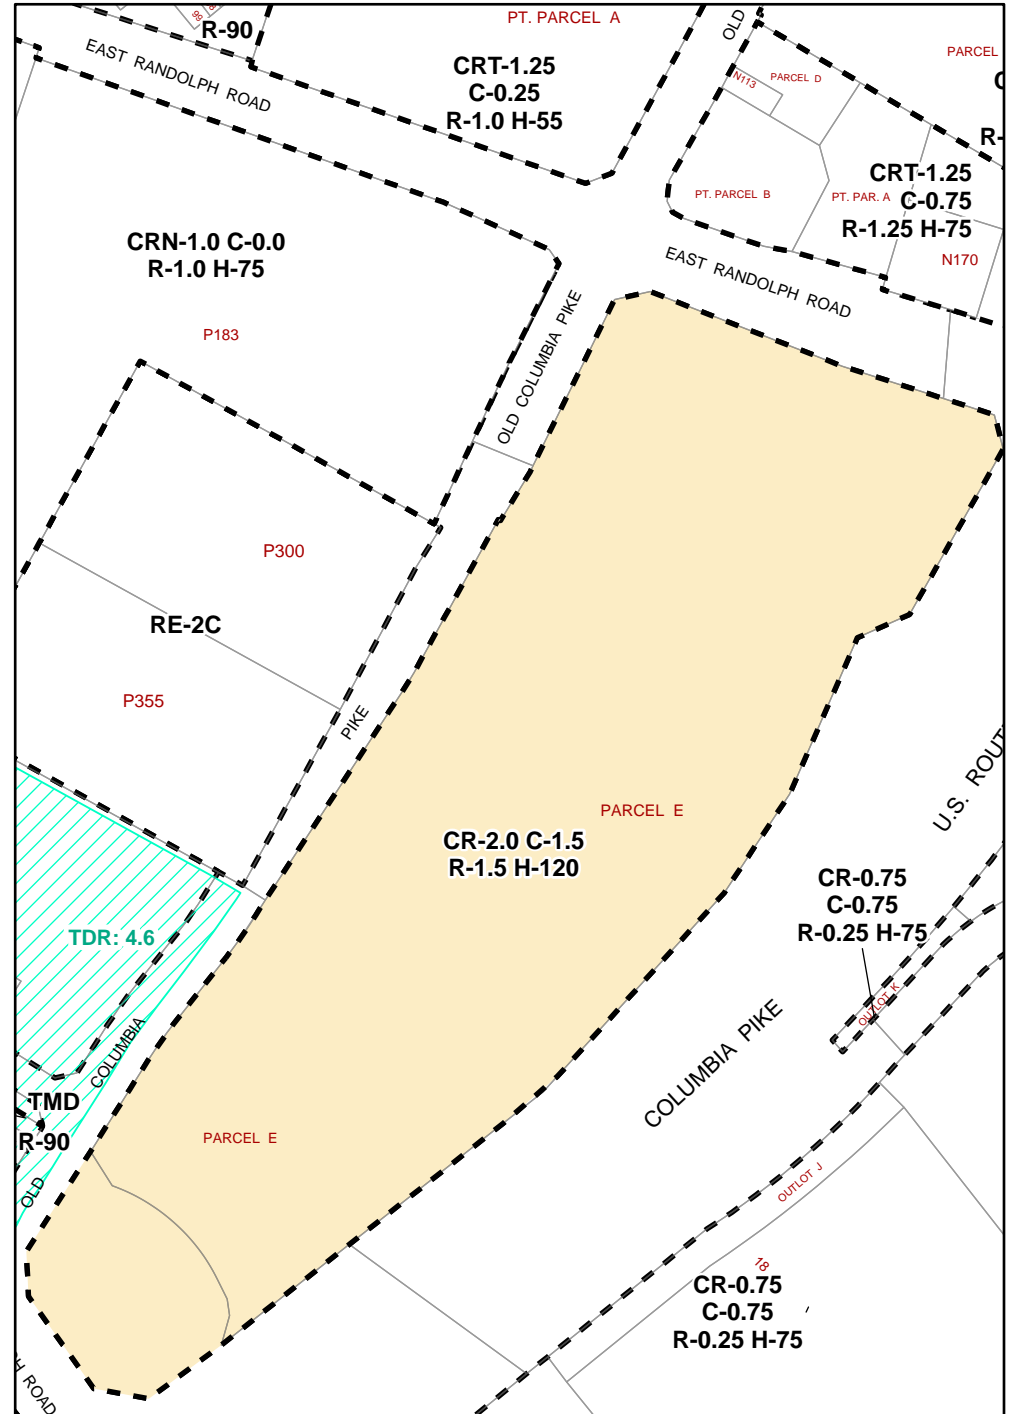 PT. PARCEL A
OLD
R-90
99
EAST RANDOLPH ROAD
CRT-1.25
C-0.25
R-1.0 H-55
N113
PARCEL D
PARCEL
R-
CRT-1.25
C-0.75
R-1.25 H-75
PT. PARCEL B
PT. PAR. A
N170
CRN-1.0 C-0.0
R-1.0 H-75
EAST RANDOLPH ROAD
P183
OLD COLUMBIA PIKE
P300
RE-2C
P355
PIKE
U.S. ROUT
PARCEL E
CR-2.0 C-1.5
R-1.5 H-120
CR-0.75
C-0.75
R-0.25 H-75
TDR: 4.6
OUTLOT K
COLUMBIA
COLUMBIA PIKE
TMD
R-90
PARCEL E
OLD
OUTLOT J
18
CR-0.75
C-0.75
R-0.25 H-75
H ROAD